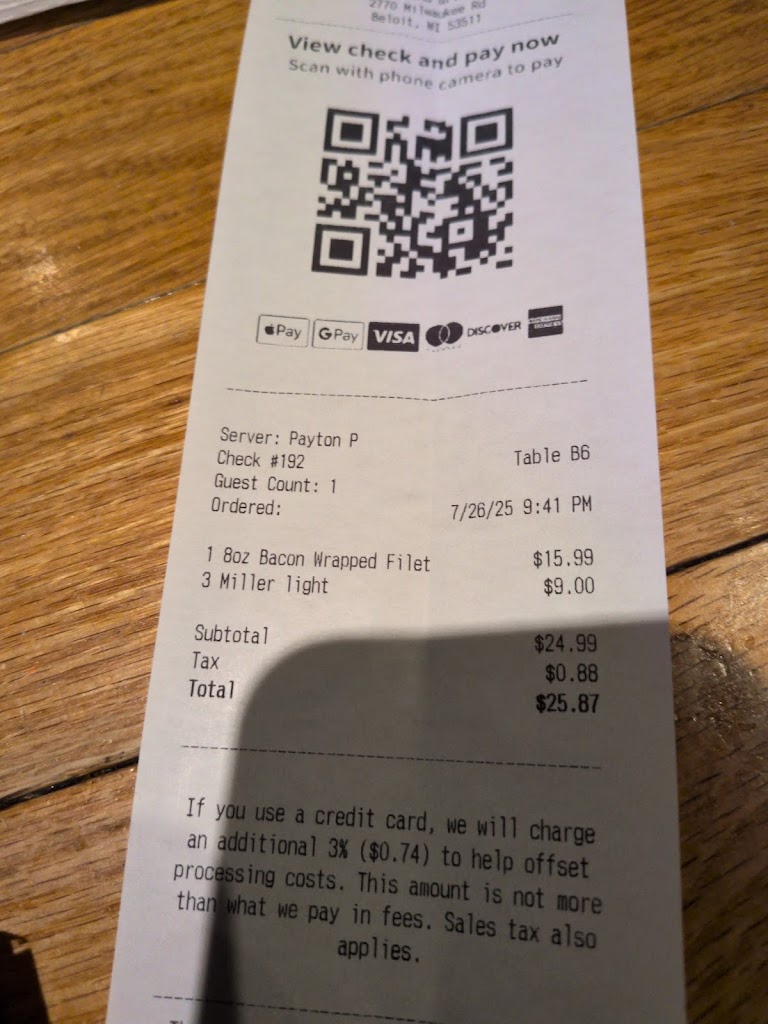 2770 Milwaukee Rd
Beloit, WI 53511
View check and pay now
Scan with phone camera to pay
Pay G Pay VISA DISCOVER
Server: Payton P
Check #192 Table B6
Guest Count: 1
Ordered: 7/26/25 9:41 PM
1 8oz Bacon Wrapped Filet $15.99
3 Miller light $9.00
Subtotal $24.99
Tax $0.88
Total $25.87
If you use a credit card, we will charge
an additional 3% ($0.74) to help offset
processing costs. This amount is not more
than what we pay in fees. Sales tax also
applies.